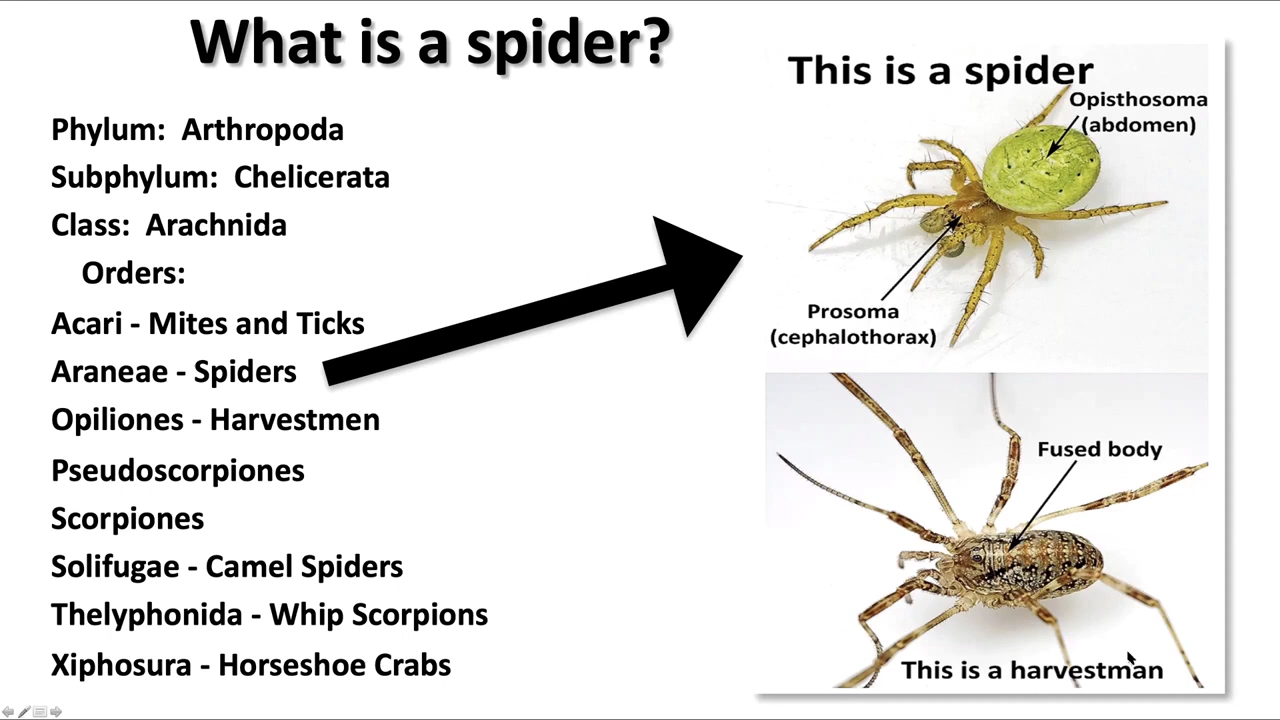 What is a spider?
Phylum:  Arthropoda
Subphylum:  Chelicerata
Class:  Arachnida
Orders:
Acari - Mites and Ticks
Araneae - Spiders
Opiliones - Harvestmen
Pseudoscorpiones
Scorpiones
Solifugae - Camel Spiders
Thelyphonida - Whip Scorpions
Xiphosura - Horseshoe Crabs
This is a spider
Opisthosoma
(abdomen)
Prosoma
(cephalothorax)
Fused body
This is a harvestman